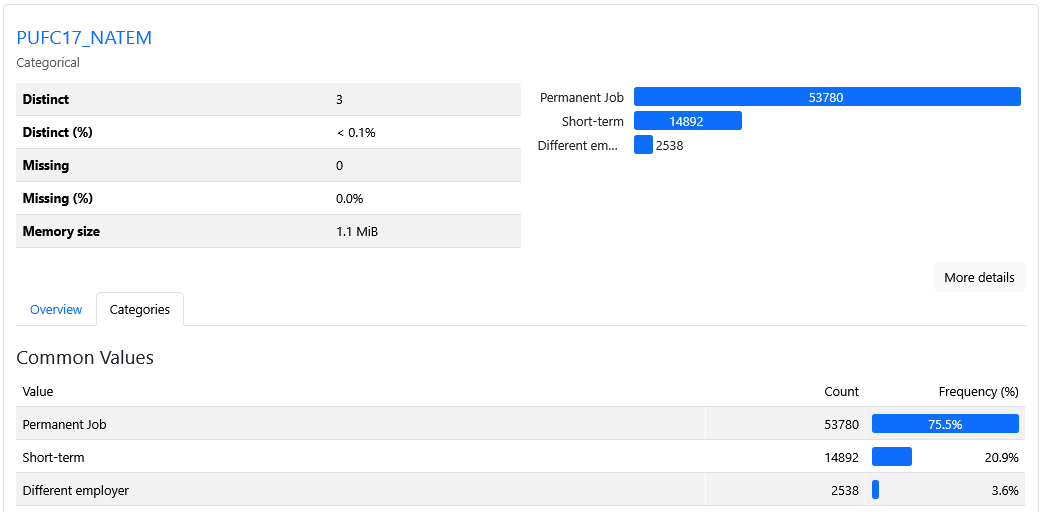 PUFC17_NATEM
Categorical
Distinct 3
Distinct (%) < 0.1%
Missing 0
Missing (%) 0.0%
Memory size 1.1 MiB
Permanent Job 53780
Short-term 14892
Different em... 2538
More details
Overview Categories
Common Values
Value Count Frequency (%)
Permanent Job 53780 75.5%
Short-term 14892 20.9%
Different employer 2538 3.6%